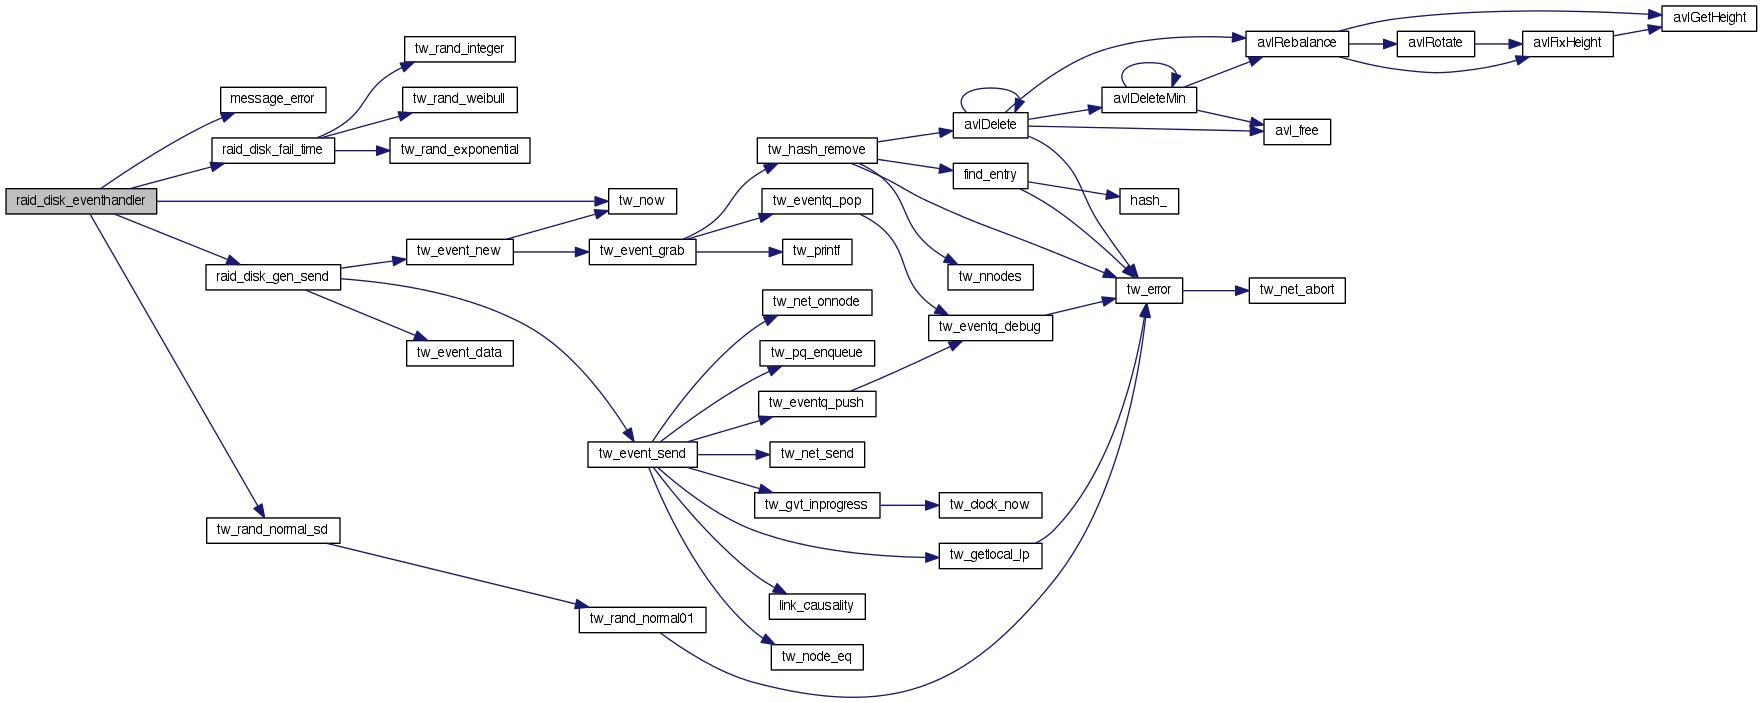 raid_disk_eventhandler
message_error
raid_disk_fail_time
tw_rand_integer
tw_rand_weibull
tw_rand_exponential
tw_now
raid_disk_gen_send
tw_event_new
tw_event_grab
tw_event_data
tw_hash_remove
tw_eventq_pop
tw_printf
avlDelete
find_entry
tw_nnodes
avlDeleteMin
avlRebalance
avlRotate
avlFixHeight
avlGetHeight
avl_free
hash_
tw_error
tw_net_abort
tw_eventq_debug
tw_event_send
tw_net_onnode
tw_pq_enqueue
tw_eventq_push
tw_net_send
tw_gvt_inprogress
tw_clock_now
tw_getlocal_lp
link_causality
tw_node_eq
tw_rand_normal_sd
tw_rand_normal01